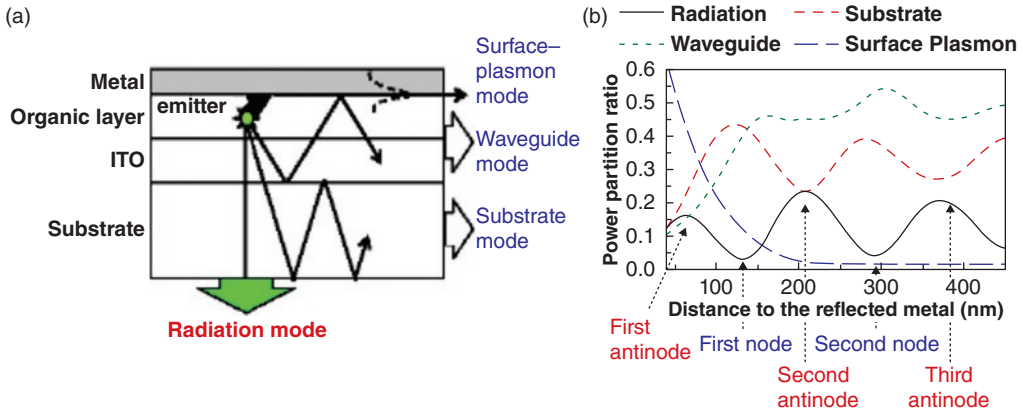 (a)
Metal
Organic layer
ITO
Substrate
emitter
Surface–
plasmon
mode
Waveguide
mode
Substrate
mode
Radiation mode
(b)
Radiation
Substrate
Waveguide
Surface Plasmon
Power partition ratio
0.6
0.5
0.4
0.3
0.2
0.1
0.0
100
200
300
400
Distance to the reflected metal (nm)
First
antinode
First node
Second node
Second
antinode
Third
antinode